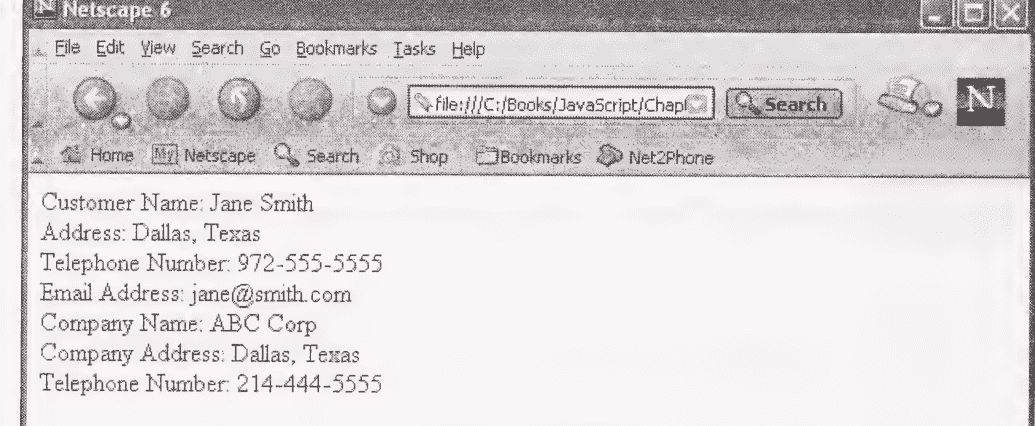 Netscape 6
File Edit View Search Go Bookmarks Tasks Help
file:///C:/Books/JavaScript/Chap Search N
Home My Netscape Search Shop Bookmarks Net2Phone
Customer Name: Jane Smith
Address: Dallas, Texas
Telephone Number: 972-555-5555
Email Address: jane@smith.com
Company Name: ABC Corp
Company Address: Dallas, Texas
Telephone Number: 214-444-5555